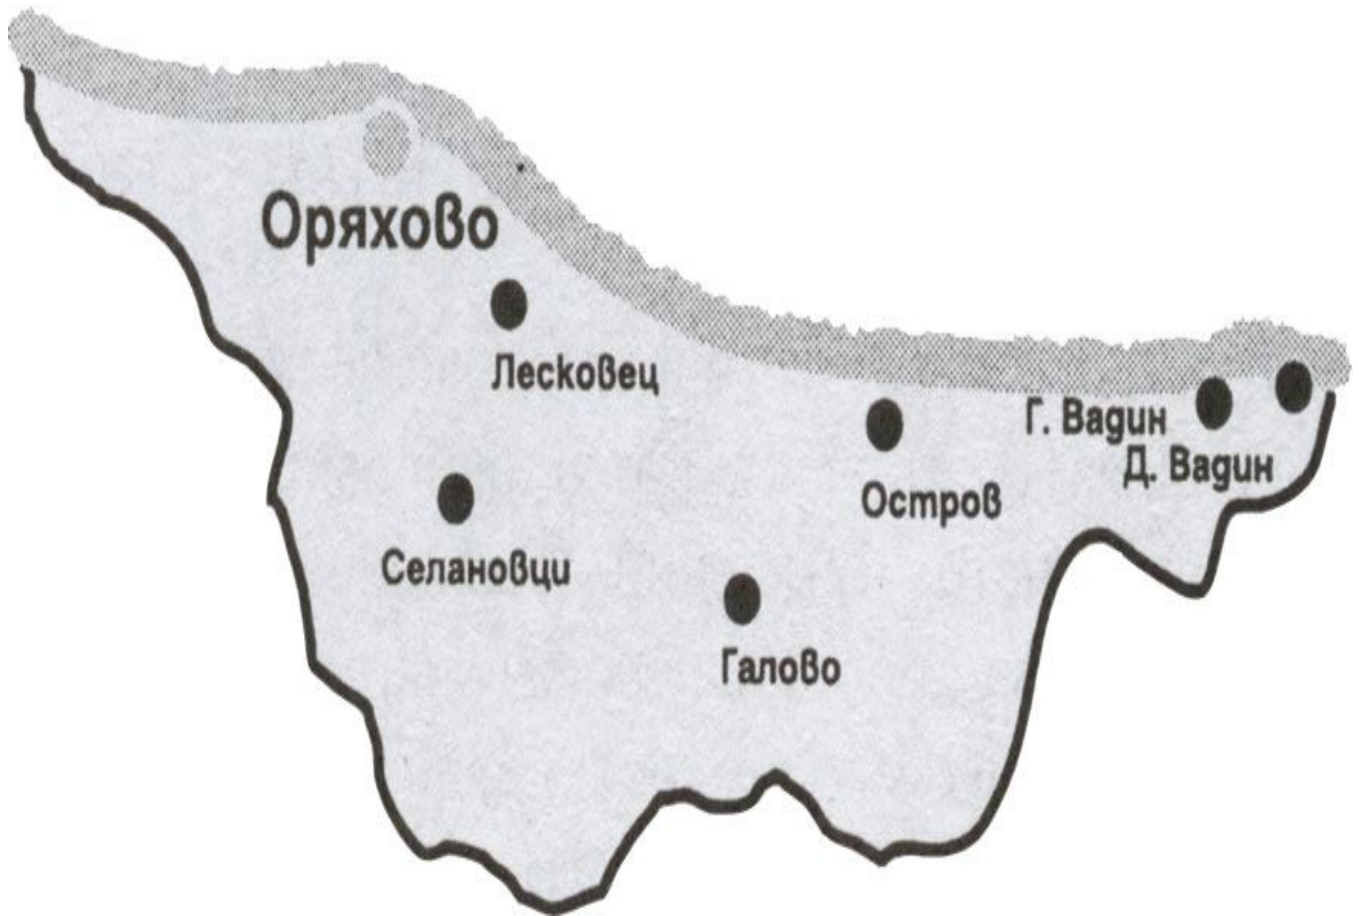 Оряхово
Лесковец
Г. Вадин
Д. Вадин
Остров
Селановци
Галово